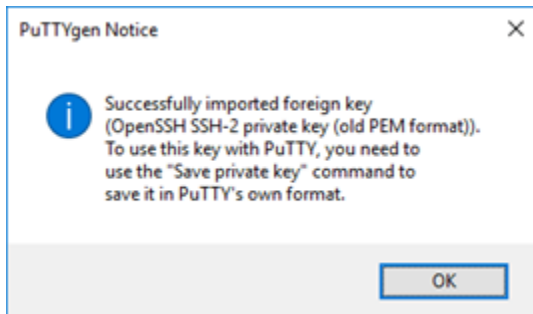 PuTTYgen Notice
Successfully imported foreign key
(OpenSSH SSH-2 private key (old PEM format)).
To use this key with PuTTY, you need to
use the "Save private key" command to
save it in PuTTY's own format.
OK